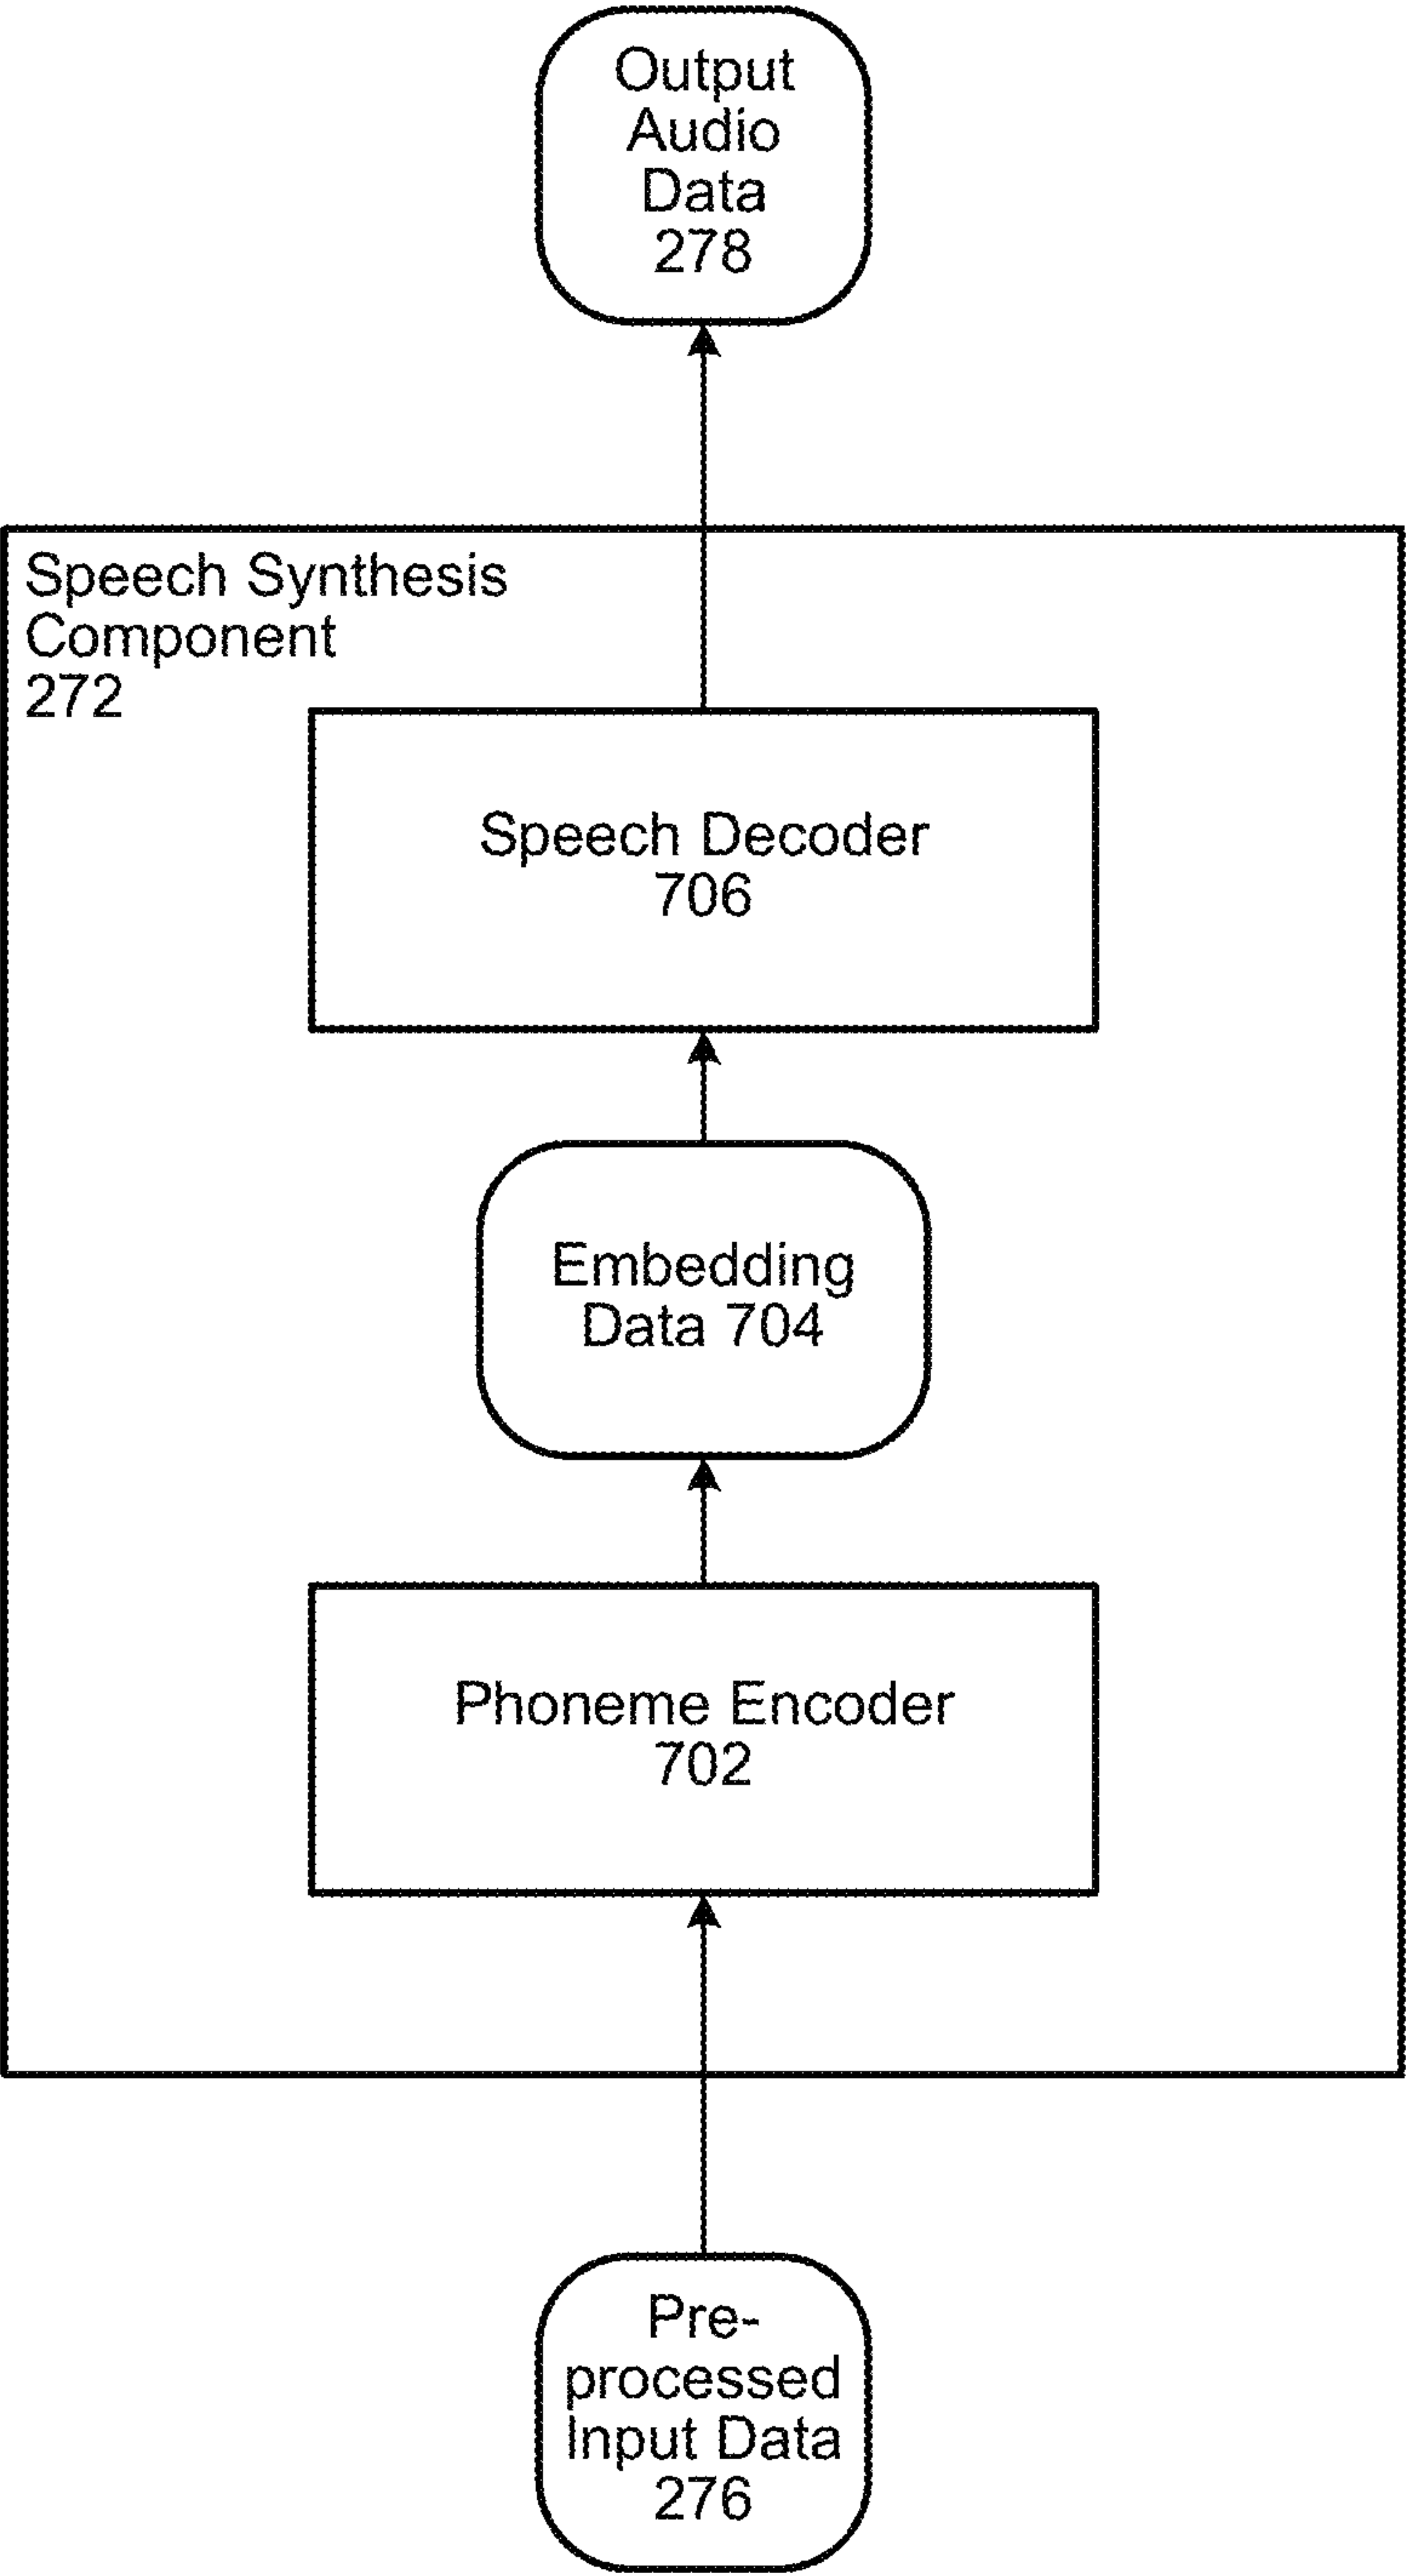 Output
Audio
Data
278
Speech Synthesis
Component
272
Speech Decoder
706
Embedding
Data 704
Phoneme Encoder
702
Pre-
processed
Input Data
276